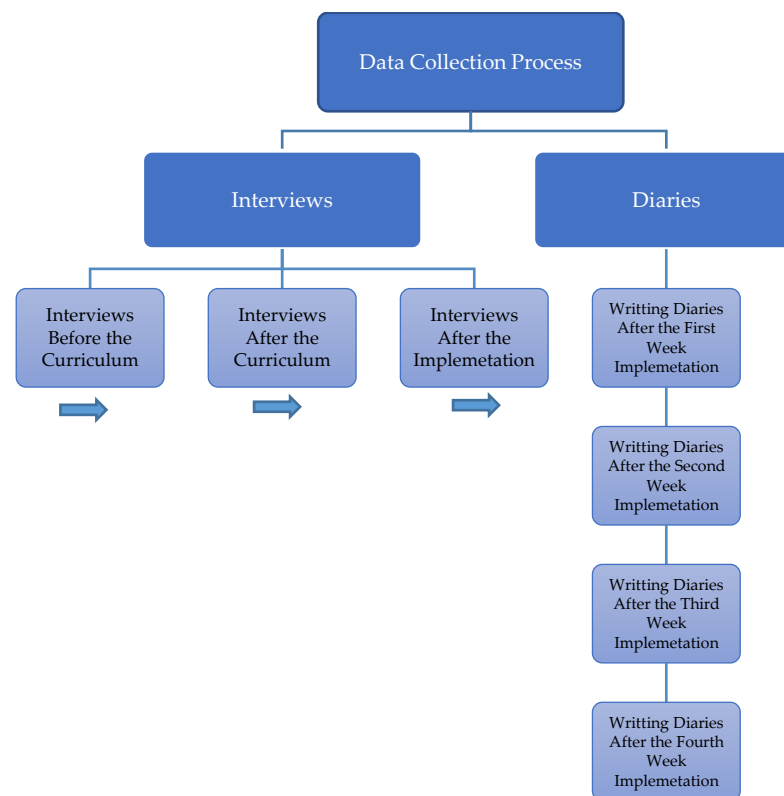 Data Collection Process
Interviews
Diaries
Interviews
Before the
Curriculum
Interviews
After the
Curriculum
Interviews
After the
Implemetation
Writting Diaries
After the First
Week
Implemetation
Writting Diaries
After the Second
Week
Implemetation
Writting Diaries
After the Third
Week
Implemetation
Writting Diaries
After the Fourth
Week
Implemetation